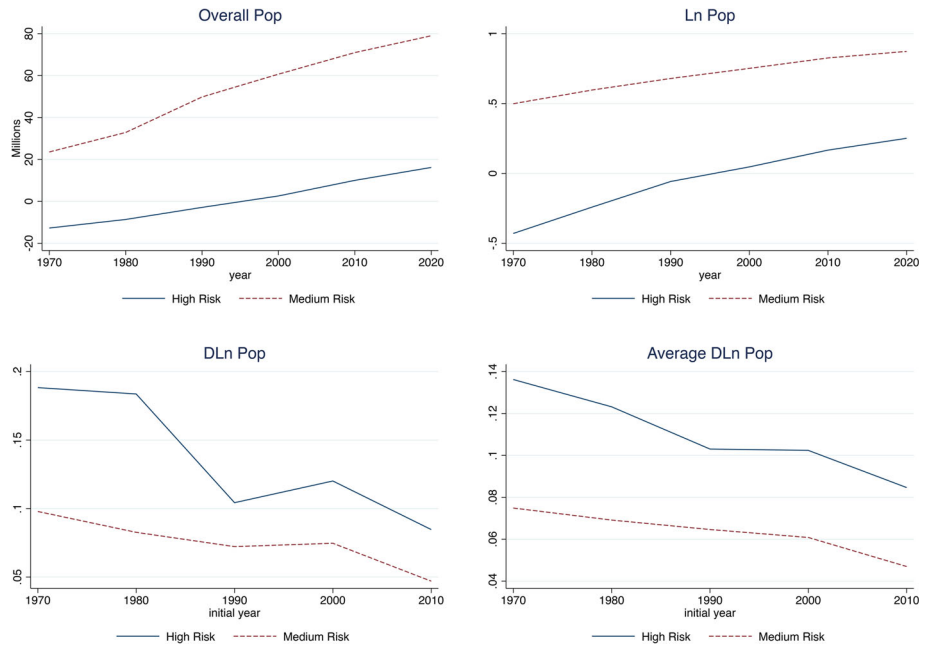 Overall Pop
Millions
80
60
40
20
0
-20
1970 1980 1990 2000 2010 2020
year
High Risk Medium Risk
Ln Pop
1
.5
0
-.5
1970 1980 1990 2000 2010 2020
year
High Risk Medium Risk
DLn Pop
.2
.15
.1
.05
1970 1980 1990 2000 2010
initial year
High Risk Medium Risk
Average DLn Pop
.14
.12
.1
.08
.06
.04
1970 1980 1990 2000 2010
initial year
High Risk Medium Risk